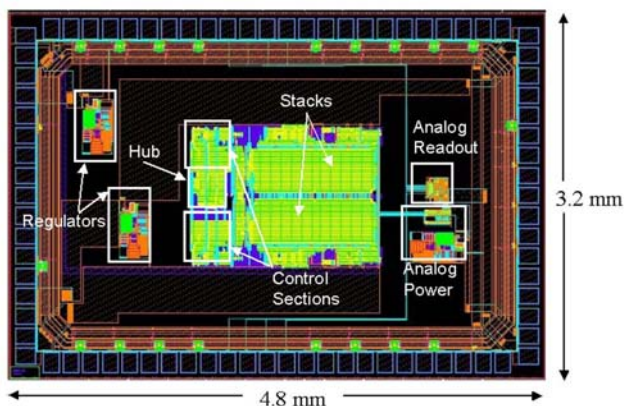 Stacks
Analog
Readout
Hub
Regulators
3.2 mm
Control
Sections
Analog
Power
4.8 mm